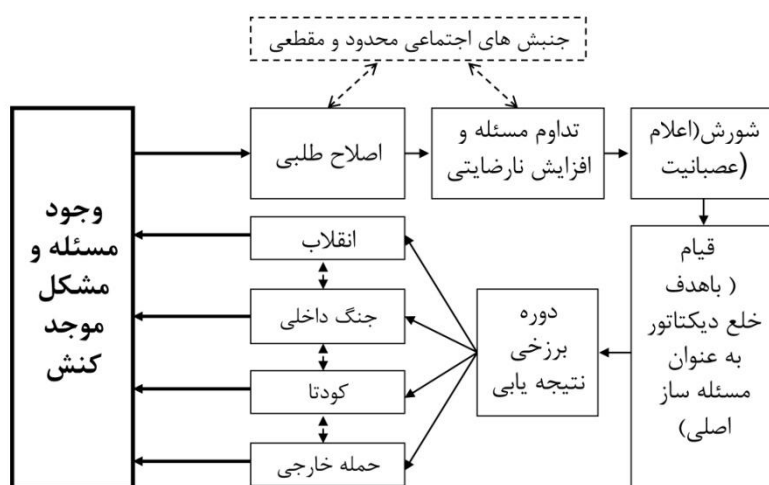 جنبش های اجتماعی محدود و مقطعی
شورش(اعلام
عصبانیت)
تداوم مسئله و
افزایش نارضایتی
اصلاح طلبی
وجود
مسئله و
مشکل
موجد
کنش
قیام
( باهدف
خلع دیکتاتور
به عنوان
مسئله ساز
اصلی)
دوره
برزخی
نتیجه یابی
انقلاب
جنگ داخلی
کودتا
حمله خارجی